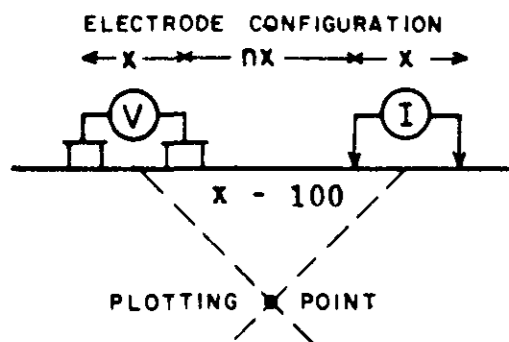 ELECTRODE CONFIGURATION
x nx x
V I
x - 100
PLOTTING POINT